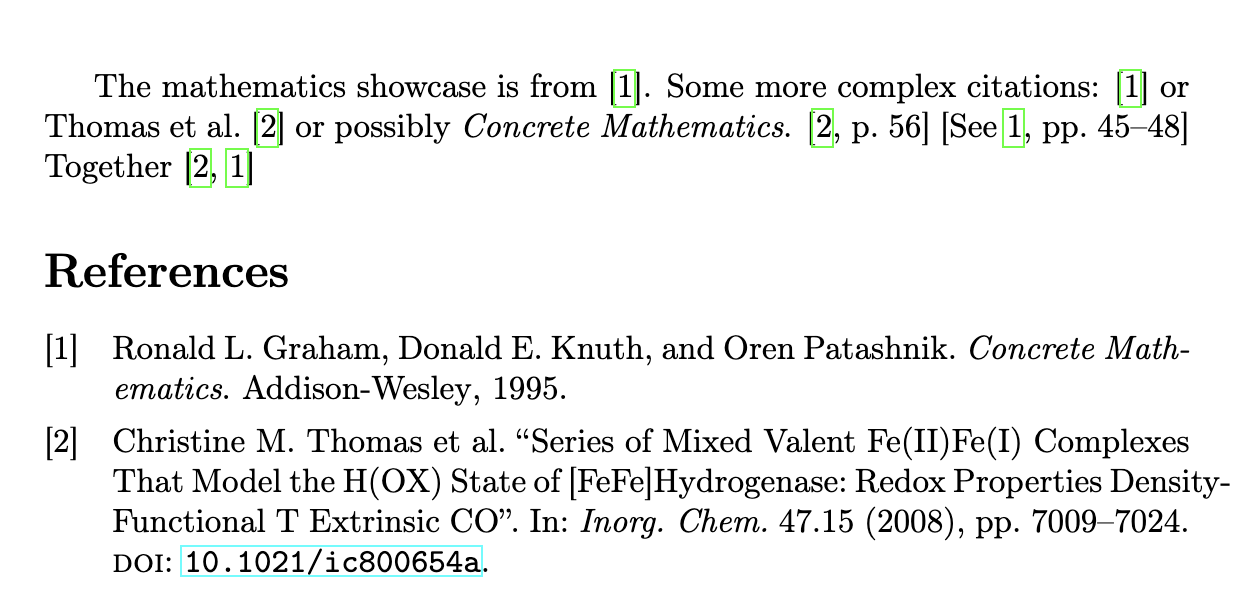 The mathematics showcase is from [1]. Some more complex citations: [1] or
Thomas et al. [2] or possibly Concrete Mathematics. [2, p. 56] [See 1, pp. 45–48]
Together [2, 1]
References
[1] Ronald L. Graham, Donald E. Knuth, and Oren Patashnik. Concrete Math-
ematics. Addison-Wesley, 1995.
[2] Christine M. Thomas et al. “Series of Mixed Valent Fe(II)Fe(I) Complexes
That Model the H(OX) State of [FeFe]Hydrogenase: Redox Properties Density-
Functional T Extrinsic CO”. In: Inorg. Chem. 47.15 (2008), pp. 7009–7024.
DOI: 10.1021/ic800654a.